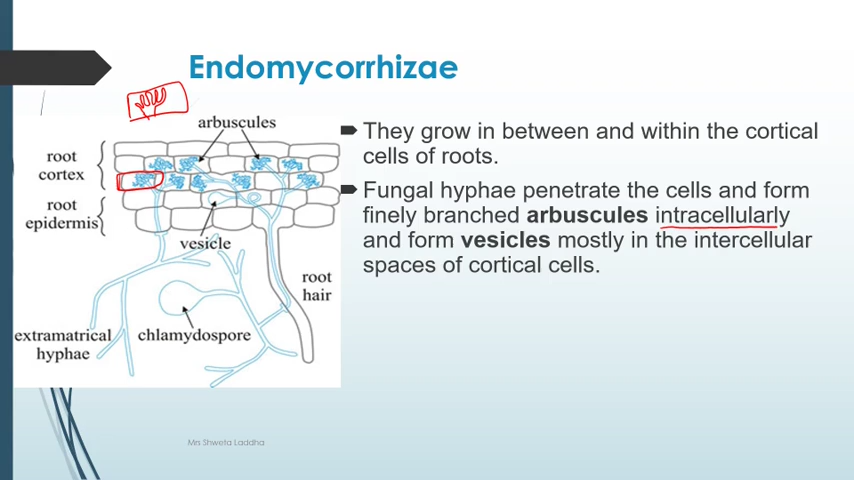 Endomycorrhizae
arbuscules
root
cortex
root
epidermis
vesicle
root
hair
extramatrical
hyphae
chlamydospore
They grow in between and within the cortical
cells of roots.
Fungal hyphae penetrate the cells and form
finely branched arbuscules intracellularly
and form vesicles mostly in the intercellular
spaces of cortical cells.
Mrs Shweta Laddha